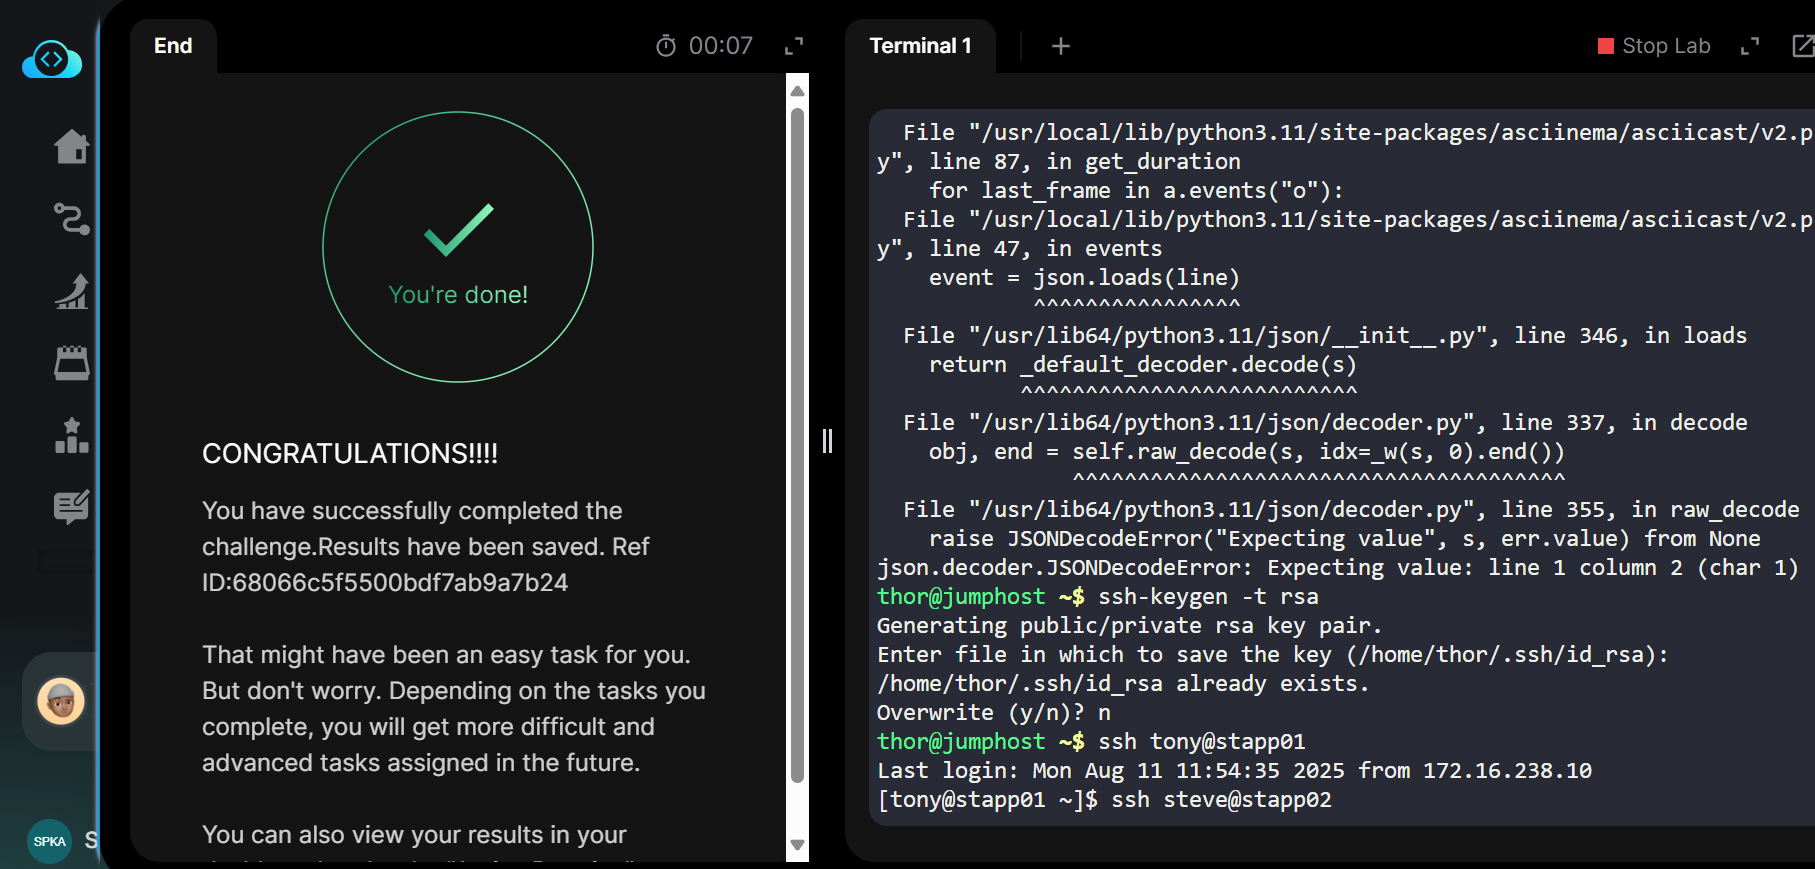 End
00:07
You're done!
CONGRATULATIONS!!!!
You have successfully completed the
challenge.Results have been saved. Ref
ID:68066c5f5500bdf7ab9a7b24
That might have been an easy task for you.
But don't worry. Depending on the tasks you
complete, you will get more difficult and
advanced tasks assigned in the future.
You can also view your results in your
SPKA S
Terminal 1
+
Stop Lab
  File "/usr/local/lib/python3.11/site-packages/asciinema/asciicast/v2.p
y", line 87, in get_duration
    for last_frame in a.events("o"):
  File "/usr/local/lib/python3.11/site-packages/asciinema/asciicast/v2.p
y", line 47, in events
    event = json.loads(line)
            ^^^^^^^^^^^^^^^^
  File "/usr/lib64/python3.11/json/__init__.py", line 346, in loads
    return _default_decoder.decode(s)
           ^^^^^^^^^^^^^^^^^^^^^^^^^^
  File "/usr/lib64/python3.11/json/decoder.py", line 337, in decode
    obj, end = self.raw_decode(s, idx=_w(s, 0).end())
               ^^^^^^^^^^^^^^^^^^^^^^^^^^^^^^^^^^^^^^
  File "/usr/lib64/python3.11/json/decoder.py", line 355, in raw_decode
    raise JSONDecodeError("Expecting value", s, err.value) from None
json.decoder.JSONDecodeError: Expecting value: line 1 column 2 (char 1)
thor@jumphost ~$ ssh-keygen -t rsa
Generating public/private rsa key pair.
Enter file in which to save the key (/home/thor/.ssh/id_rsa):
/home/thor/.ssh/id_rsa already exists.
Overwrite (y/n)? n
thor@jumphost ~$ ssh tony@stapp01
Last login: Mon Aug 11 11:54:35 2025 from 172.16.238.10
[tony@stapp01 ~]$ ssh steve@stapp02